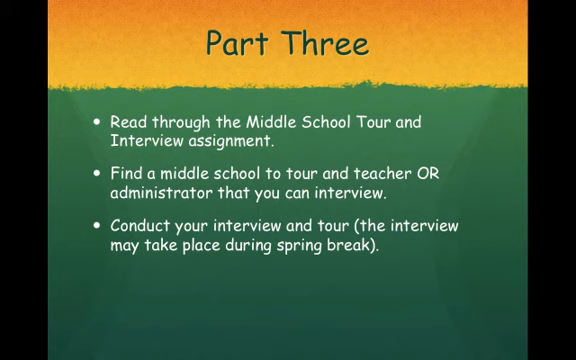 Part Three
• Read through the Middle School Tour and
Interview assignment.
• Find a middle school to tour and teacher OR
administrator that you can interview.
• Conduct your interview and tour (the interview
may take place during spring break).